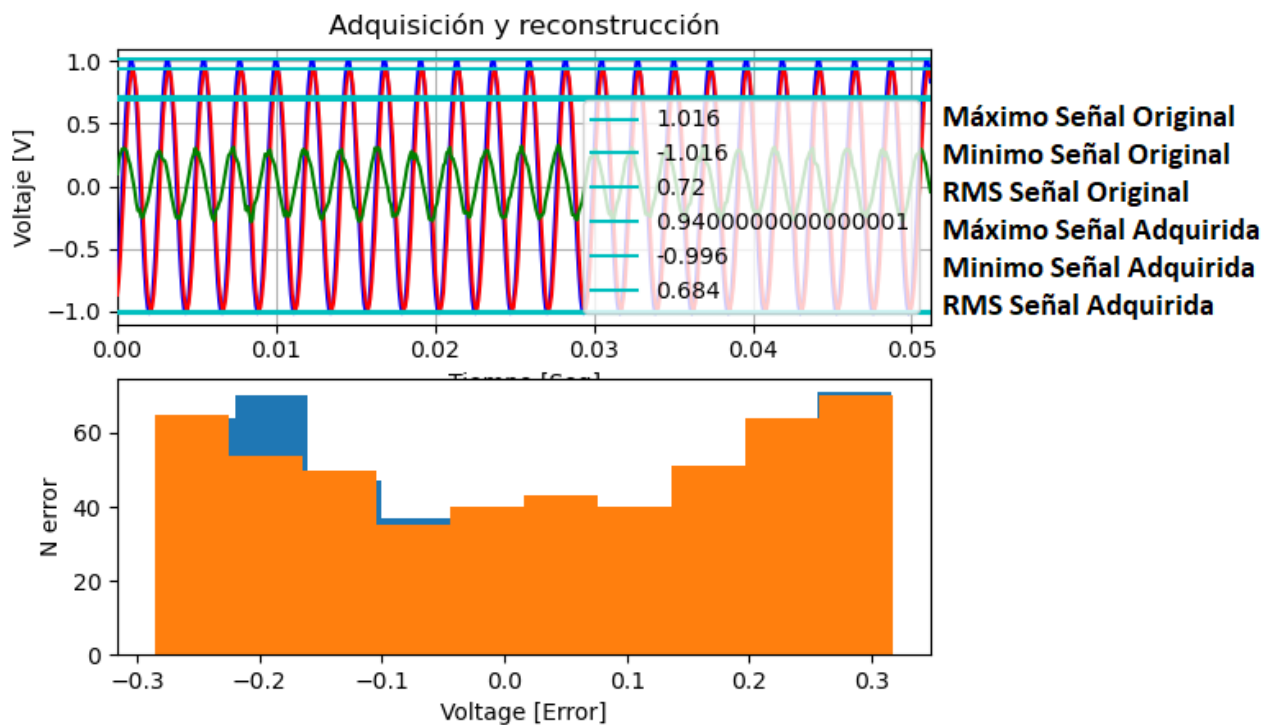 Adquisición y reconstrucción
Voltaje [V]
1.0
0.5
0.0
−0.5
−1.0
1.016 Máximo Señal Original
-1.016 Minimo Señal Original
0.72 RMS Señal Original
0.9400000000000001 Máximo Señal Adquirida
-0.996 Minimo Señal Adquirida
0.684 RMS Señal Adquirida
0.00 0.01 0.02 0.03 0.04 0.05
Tiempo [Seg]
N error
60
40
20
0
−0.3 −0.2 −0.1 0.0 0.1 0.2 0.3
Voltage [Error]